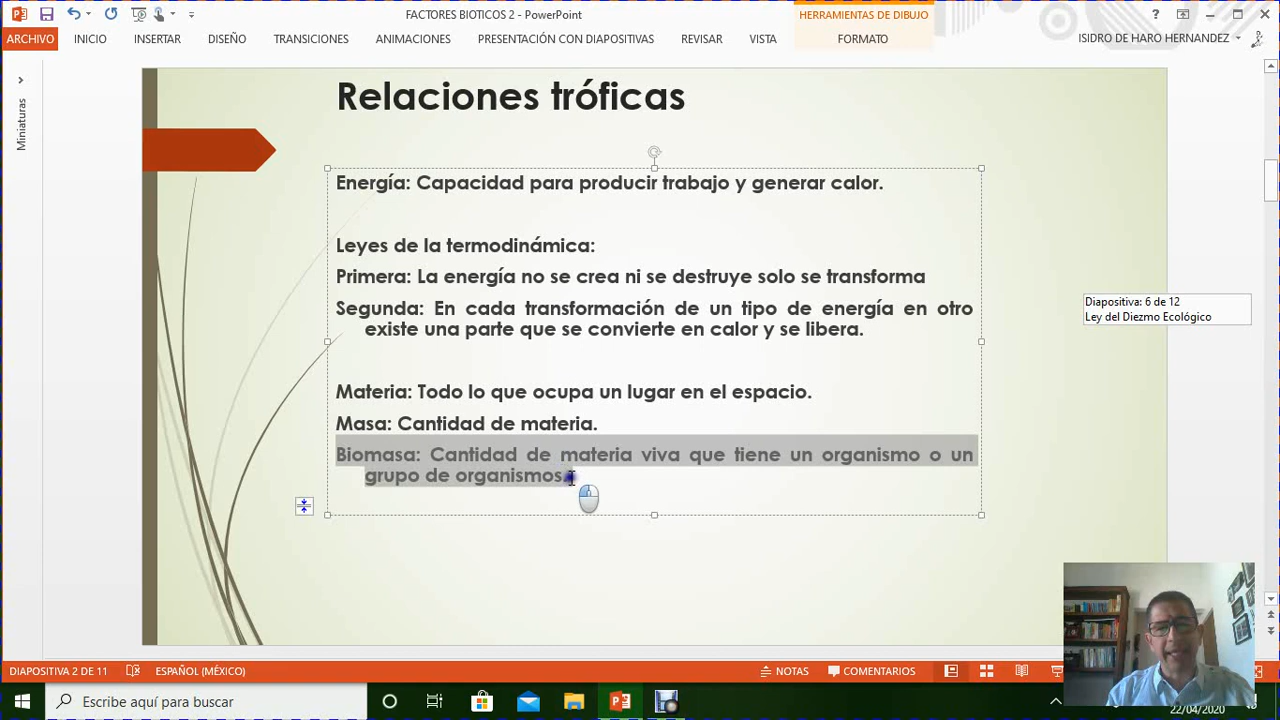 FACTORES BIOTICOS 2 - PowerPoint
HERRAMIENTAS DE DIBUJO
?
ARCHIVO
INICIO
INSERTAR
DISEÑO
TRANSICIONES
ANIMACIONES
PRESENTACIÓN CON DIAPOSITIVAS
REVISAR
VISTA
FORMATO
ISIDRO DE HARO HERNANDEZ
Miniaturas
Relaciones tróficas
Energía: Capacidad para producir trabajo y generar calor.
Leyes de la termodinámica:
Primera: La energía no se crea ni se destruye solo se transforma
Segunda: En cada transformación de un tipo de energía en otro
existe una parte que se convierte en calor y se libera.
Materia: Todo lo que ocupa un lugar en el espacio.
Masa: Cantidad de materia.
Biomasa: Cantidad de materia viva que tiene un organismo o un
grupo de organismos.
Diapositiva: 6 de 12
Ley del Diezmo Ecológico
DIAPOSITIVA 2 DE 11
ESPAÑOL (MÉXICO)
NOTAS
COMENTARIOS
Escribe aquí para buscar
22/04/2020